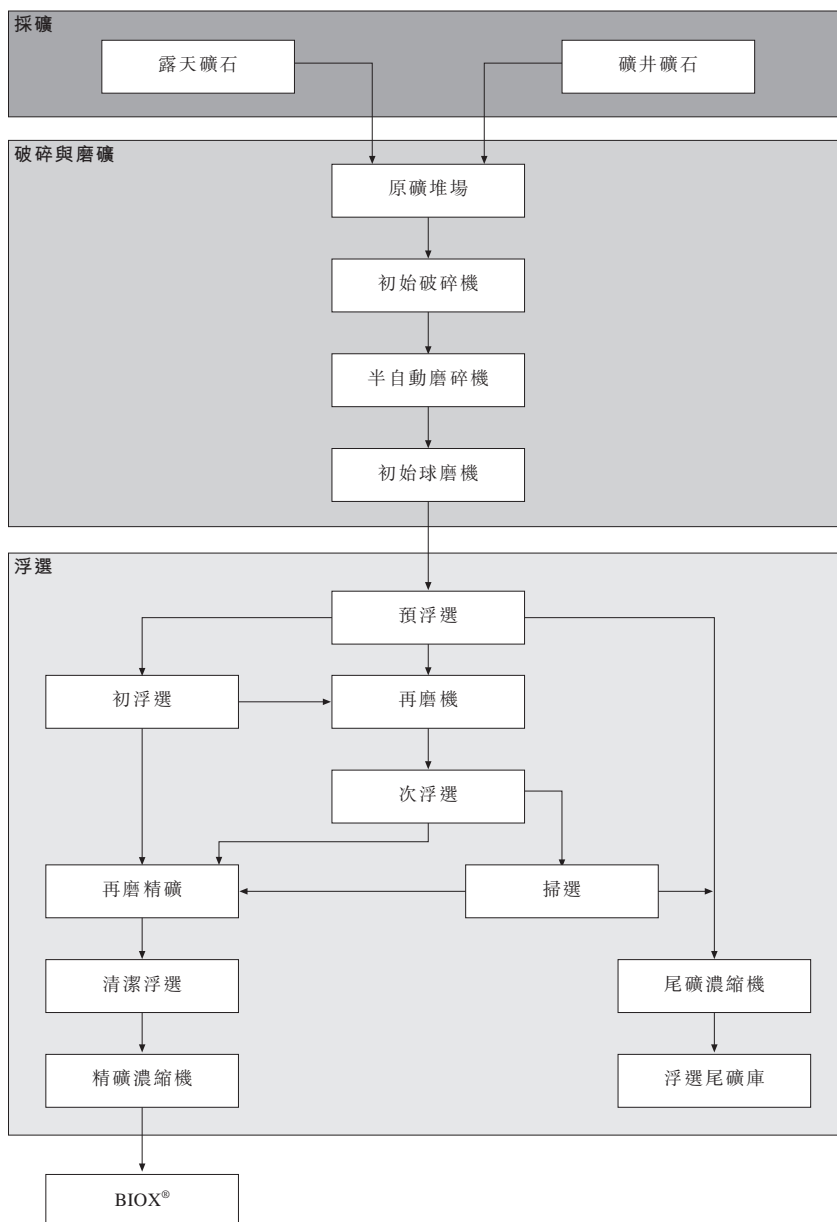 採礦
露天礦石
礦井礦石
破碎與磨礦
原礦堆場
初始破碎機
半自動磨碎機
初始球磨機
浮選
預浮選
初浮選
再磨機
次浮選
再磨精礦
掃選
清潔浮選
尾礦濃縮機
精礦濃縮機
浮選尾礦庫
BIOX®